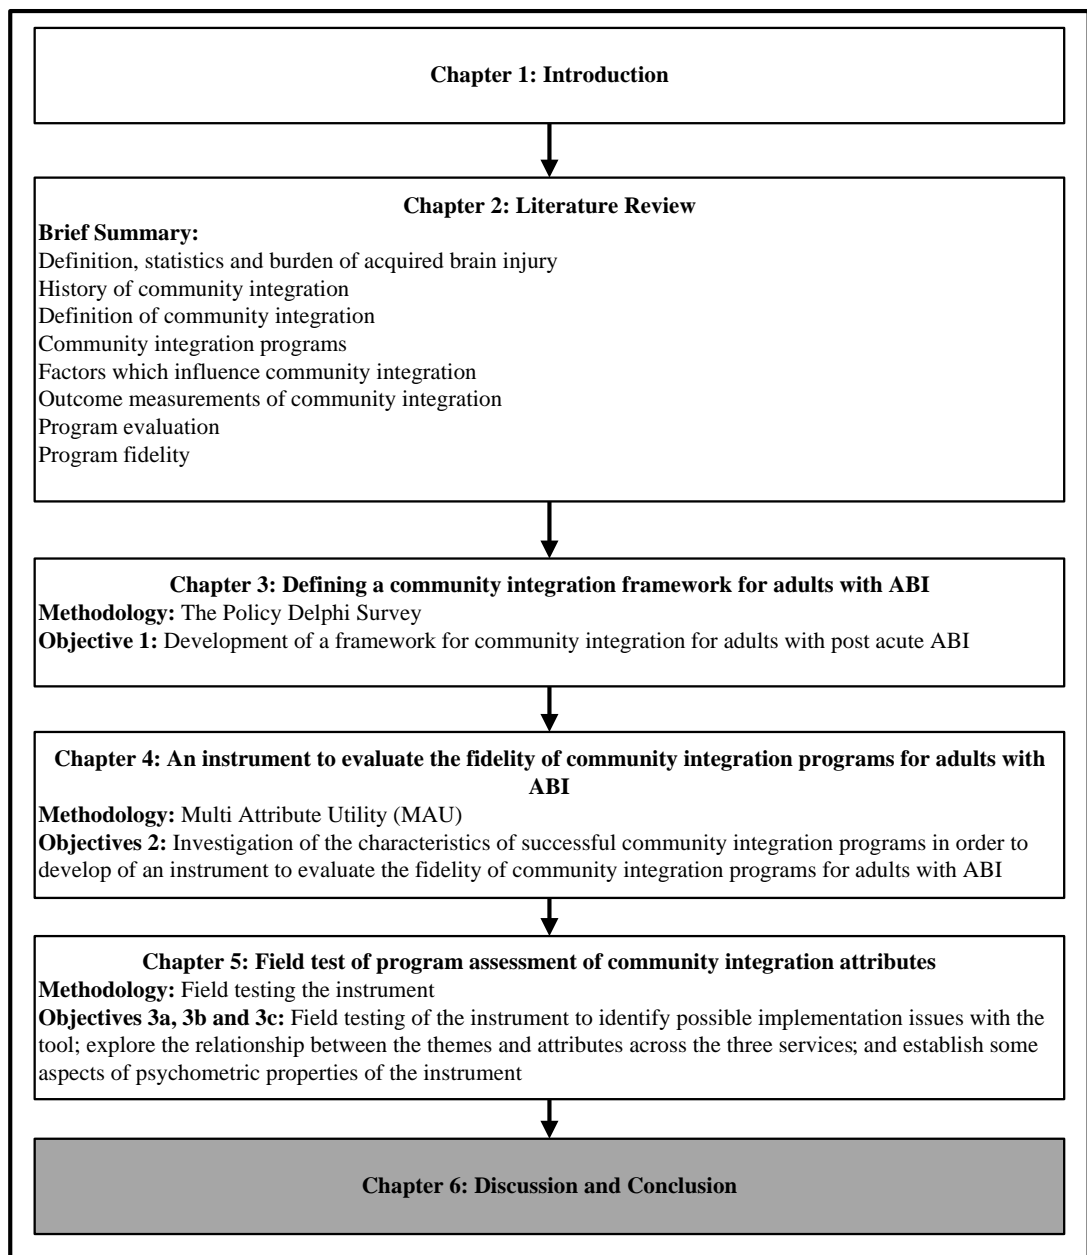 Chapter 1: Introduction
Chapter 2: Literature Review
Brief Summary:
Definition, statistics and burden of acquired brain injury
History of community integration
Definition of community integration
Community integration programs
Factors which influence community integration
Outcome measurements of community integration
Program evaluation
Program fidelity
Chapter 3: Defining a community integration framework for adults with ABI
Methodology: The Policy Delphi Survey
Objective 1: Development of a framework for community integration for adults with post acute ABI
Chapter 4: An instrument to evaluate the fidelity of community integration programs for adults with
ABI
Methodology: Multi Attribute Utility (MAU)
Objectives 2: Investigation of the characteristics of successful community integration programs in order to
develop of an instrument to evaluate the fidelity of community integration programs for adults with ABI
Chapter 5: Field test of program assessment of community integration attributes
Methodology: Field testing the instrument
Objectives 3a, 3b and 3c: Field testing of the instrument to identify possible implementation issues with the
tool; explore the relationship between the themes and attributes across the three services; and establish some
aspects of psychometric properties of the instrument
Chapter 6: Discussion and Conclusion